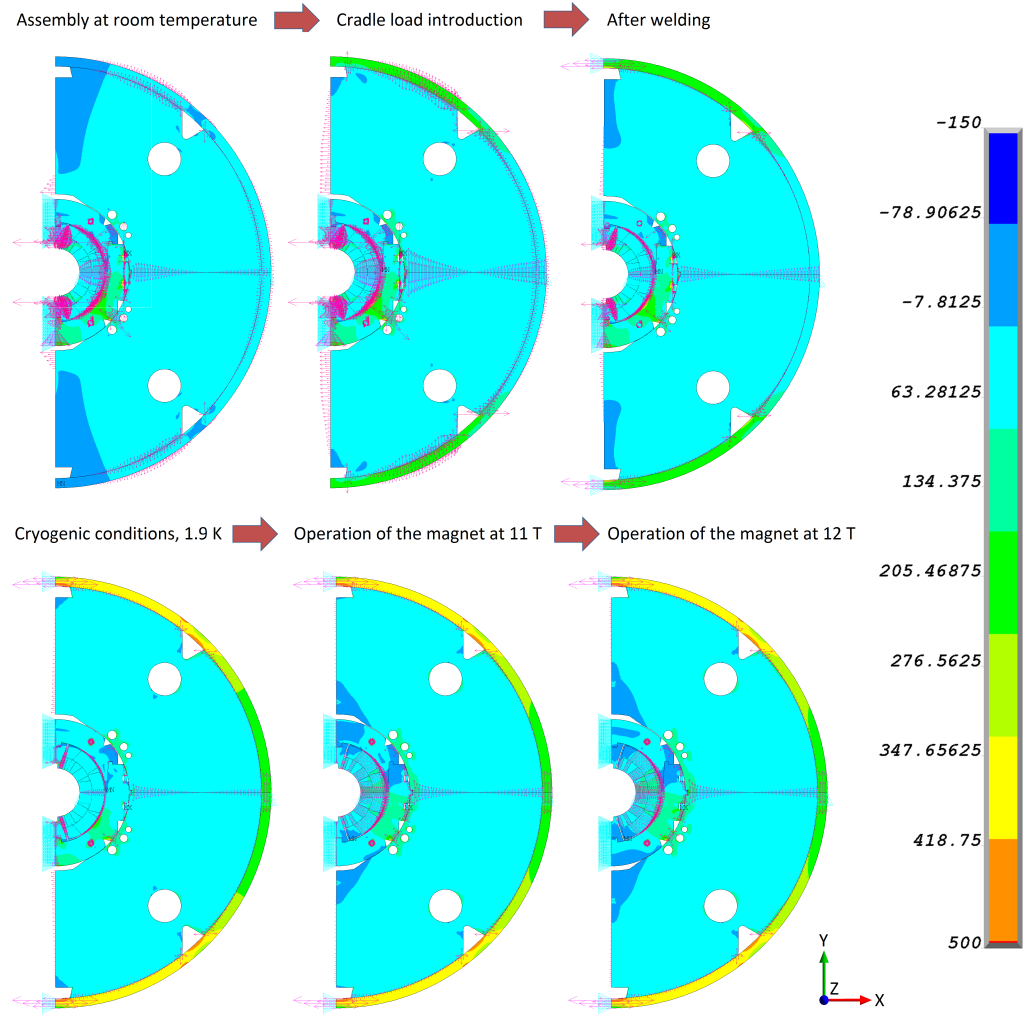 Assembly at room temperature
Cradle load introduction
After welding
-150
-78.90625
-7.8125
63.28125
134.375
205.46875
276.5625
347.65625
418.75
500
Cryogenic conditions, 1.9 K
Operation of the magnet at 11 T
Operation of the magnet at 12 T
Y
Z
X